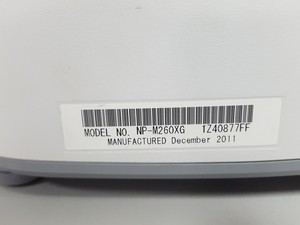 MODEL NO. NP-M260XG 1Z40877FF
MANUFACTURED December 2011